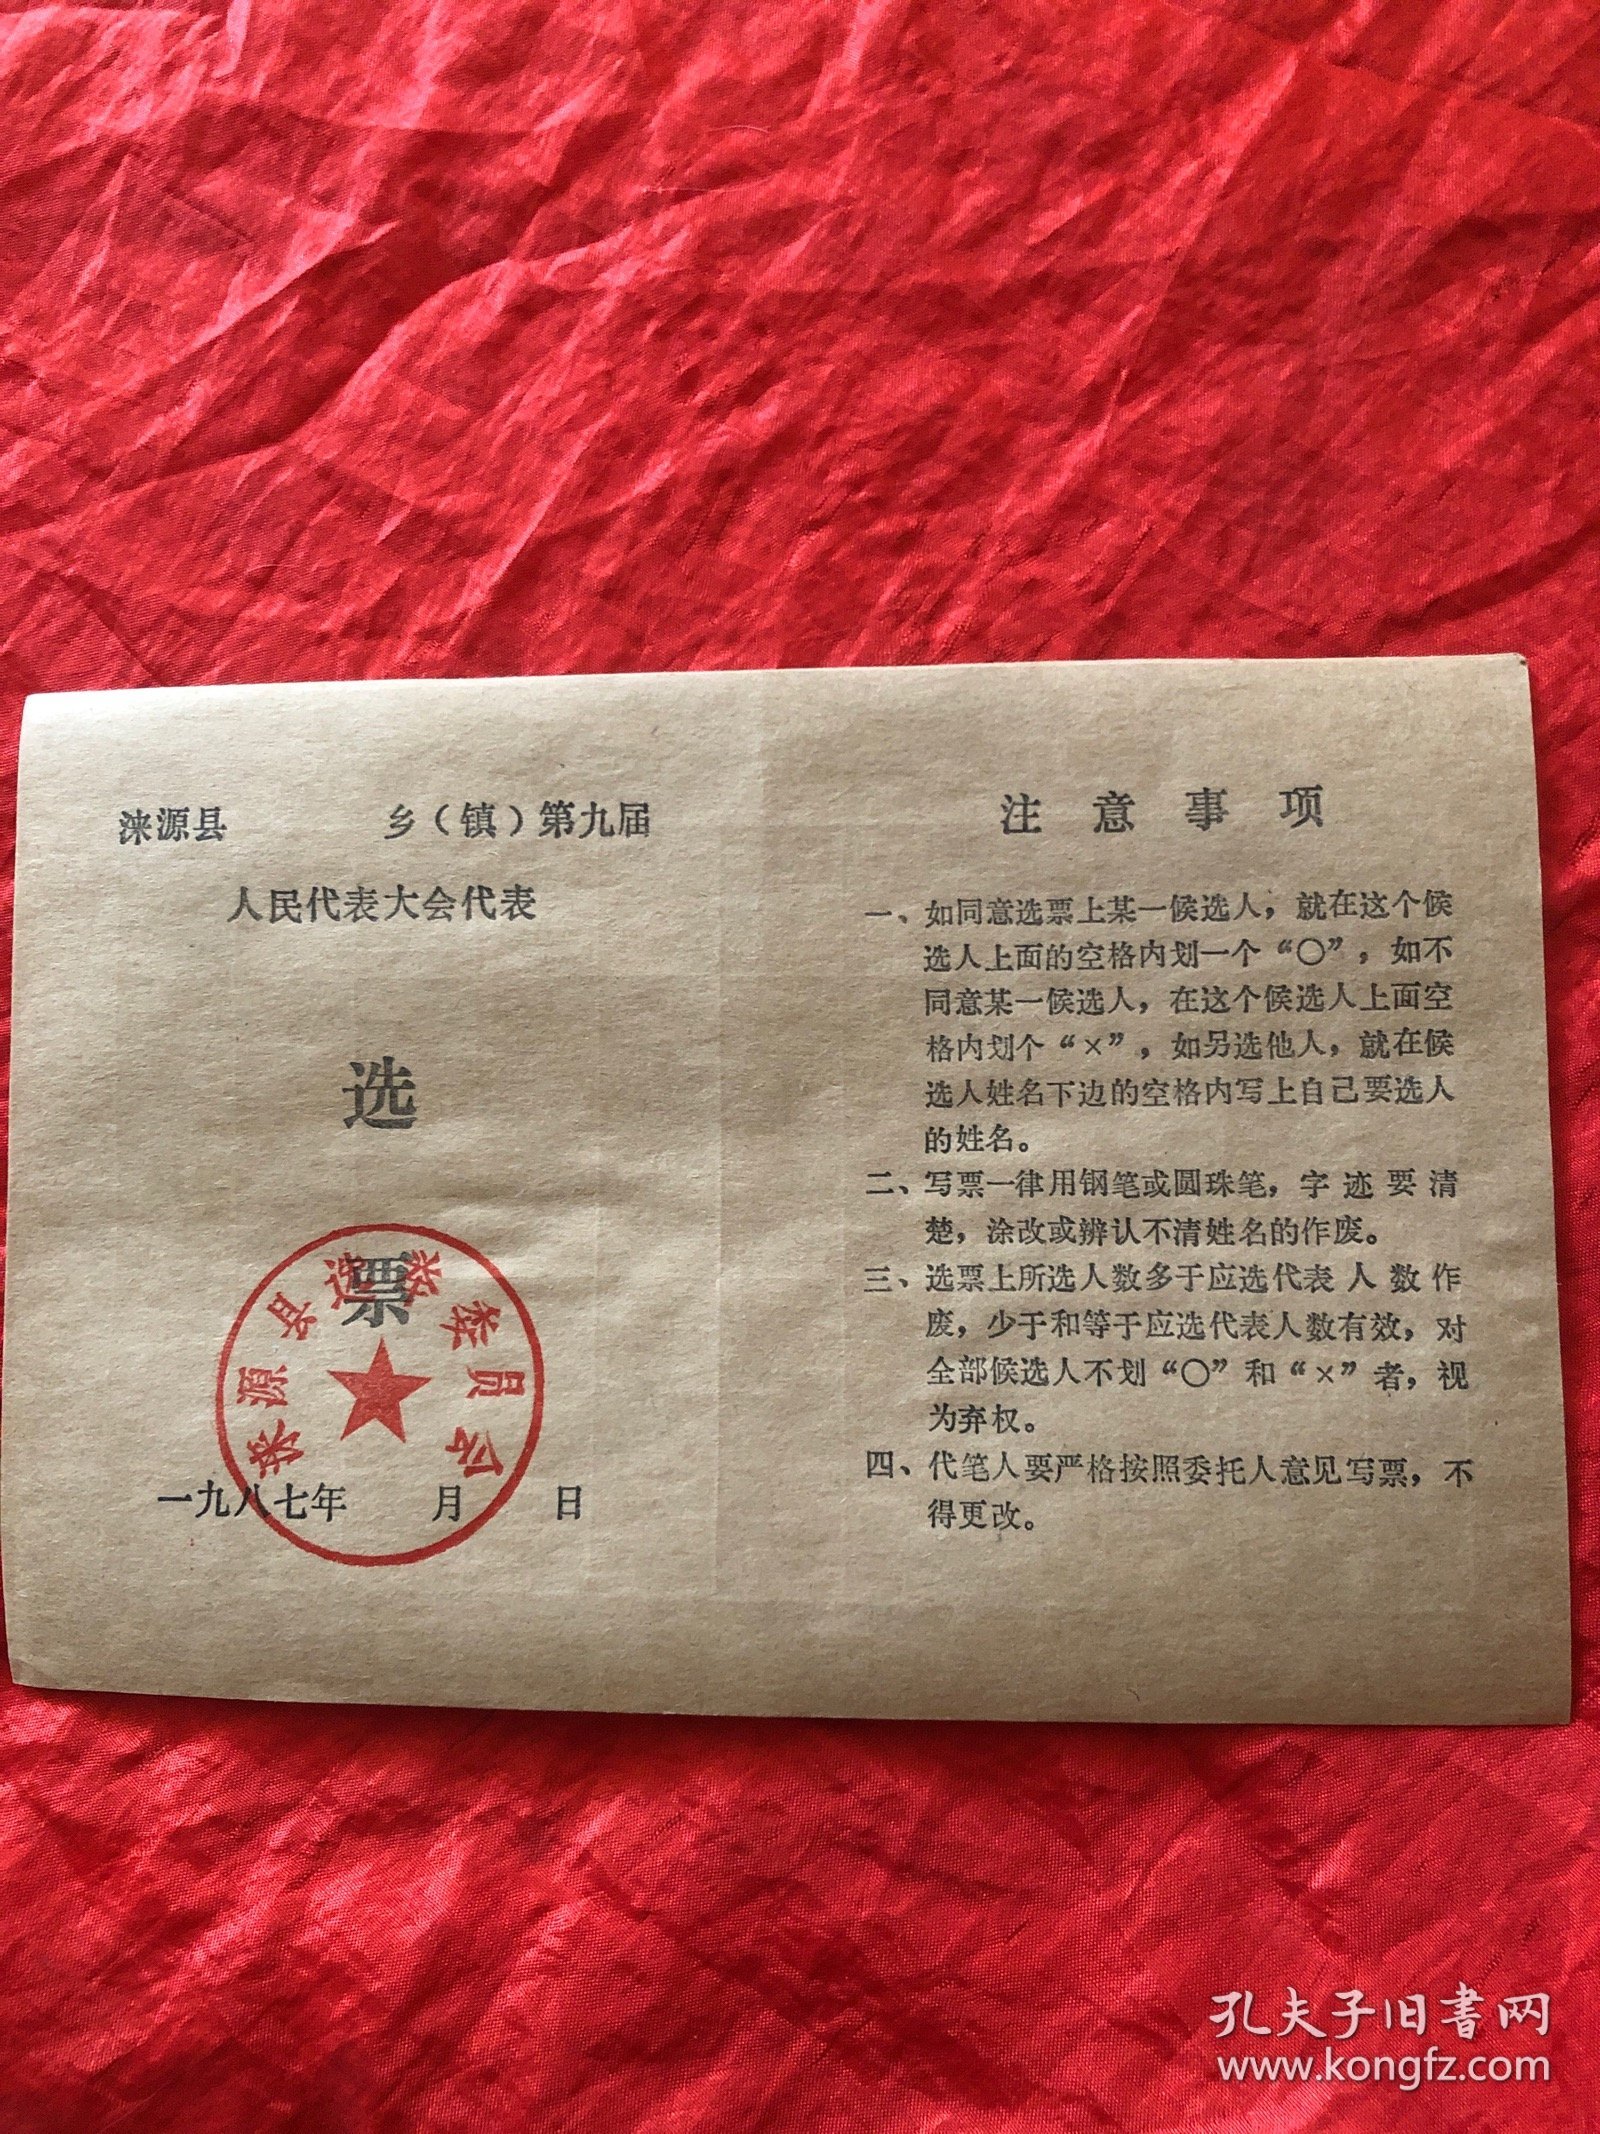 涞源县 乡（镇）第九届
人民代表大会代表
选
票
涞源县选举委员会
一九八七年 月 日
注意事项
一、如同意选票上某一候选人，就在这个候
选人上面的空格内划一个“○”，如不
同意某一候选人，在这个候选人上面空
格内划个“×”，如另选他人，就在候
选人姓名下边的空格内写上自己要选人
的姓名。
二、写票一律用钢笔或圆珠笔，字迹要清
楚，涂改或辨认不清姓名的作废。
三、选票上所选人数多于应选代表人数作
废，少于和等于应选代表人数有效，对
全部候选人不划“○”和“×”者，视
为弃权。
四、代笔人要严格按照委托人意见写票，不
得更改。
孔夫子旧书网
www.kongfz.com